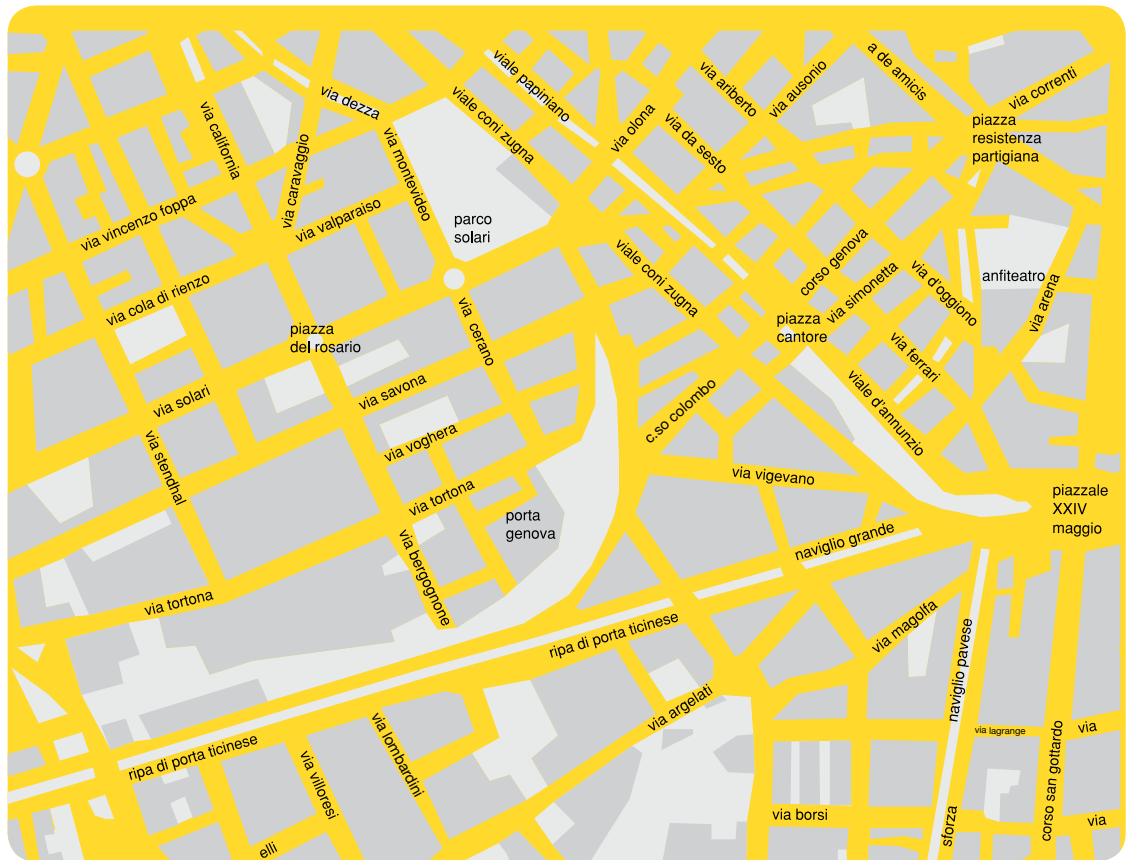 a de amicis
viale papiniano
via ariberto
via ausonio
via correnti
via dezza
viale coni zugna
via california
via olona
via da sesto
piazza
resistenza
partigiana
via caravaggio
via montevideo
via vincenzo foppa
via valparaiso
parco
solari
viale coni zugna
corso genova
via simonetta
via d'oggiono
anfiteatro
via arena
via cola di rienzo
piazza
del rosario
via cerano
piazza
cantore
via ferrari
via solari
via savona
c.so colombo
viale d'annunzio
via stendhal
via voghera
via vigevano
via tortona
porta
genova
piazzale
XXIV
maggio
naviglio grande
via bergognone
via tortona
via magolfa
ripa di porta ticinese
naviglio pavese
via argelati
via lagrange
via
via lombardini
ripa di porta ticinese
via villoresi
corso san gottardo
via borsi
sforza
via
elli